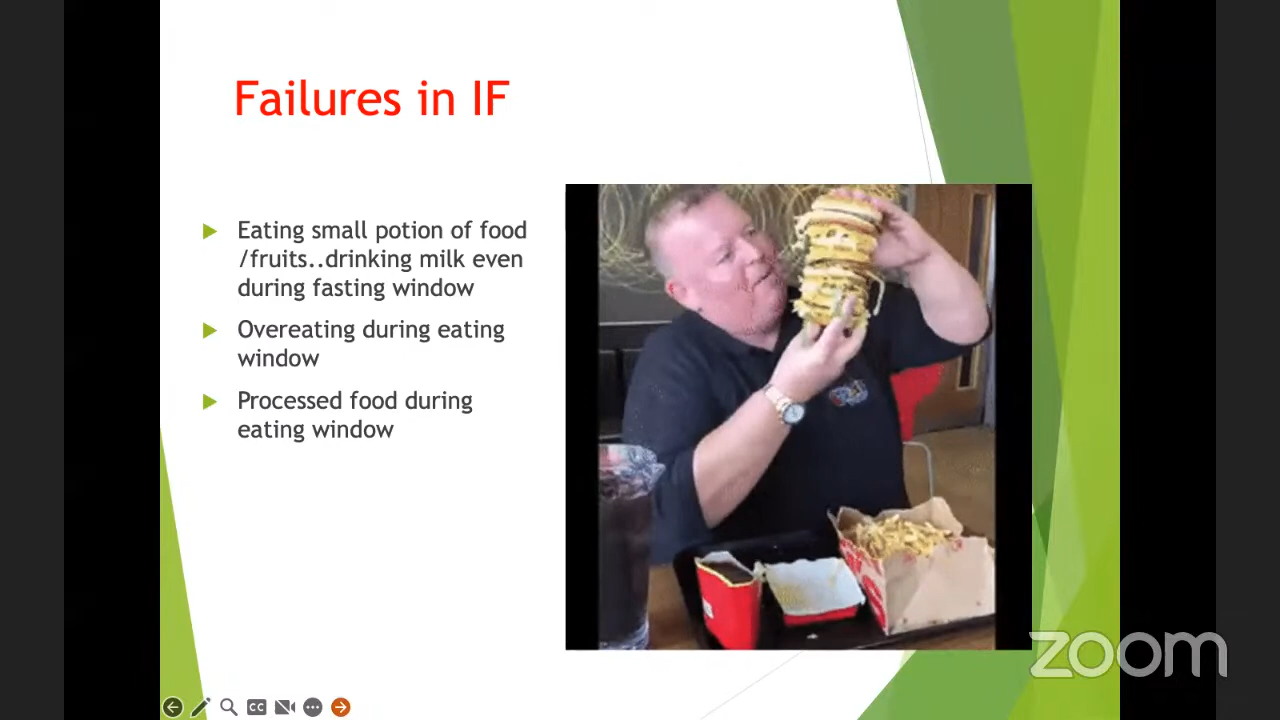 Failures in IF
Eating small potion of food
/fruits..drinking milk even
during fasting window
Overeating during eating
window
Processed food during
eating window
CC
zoom